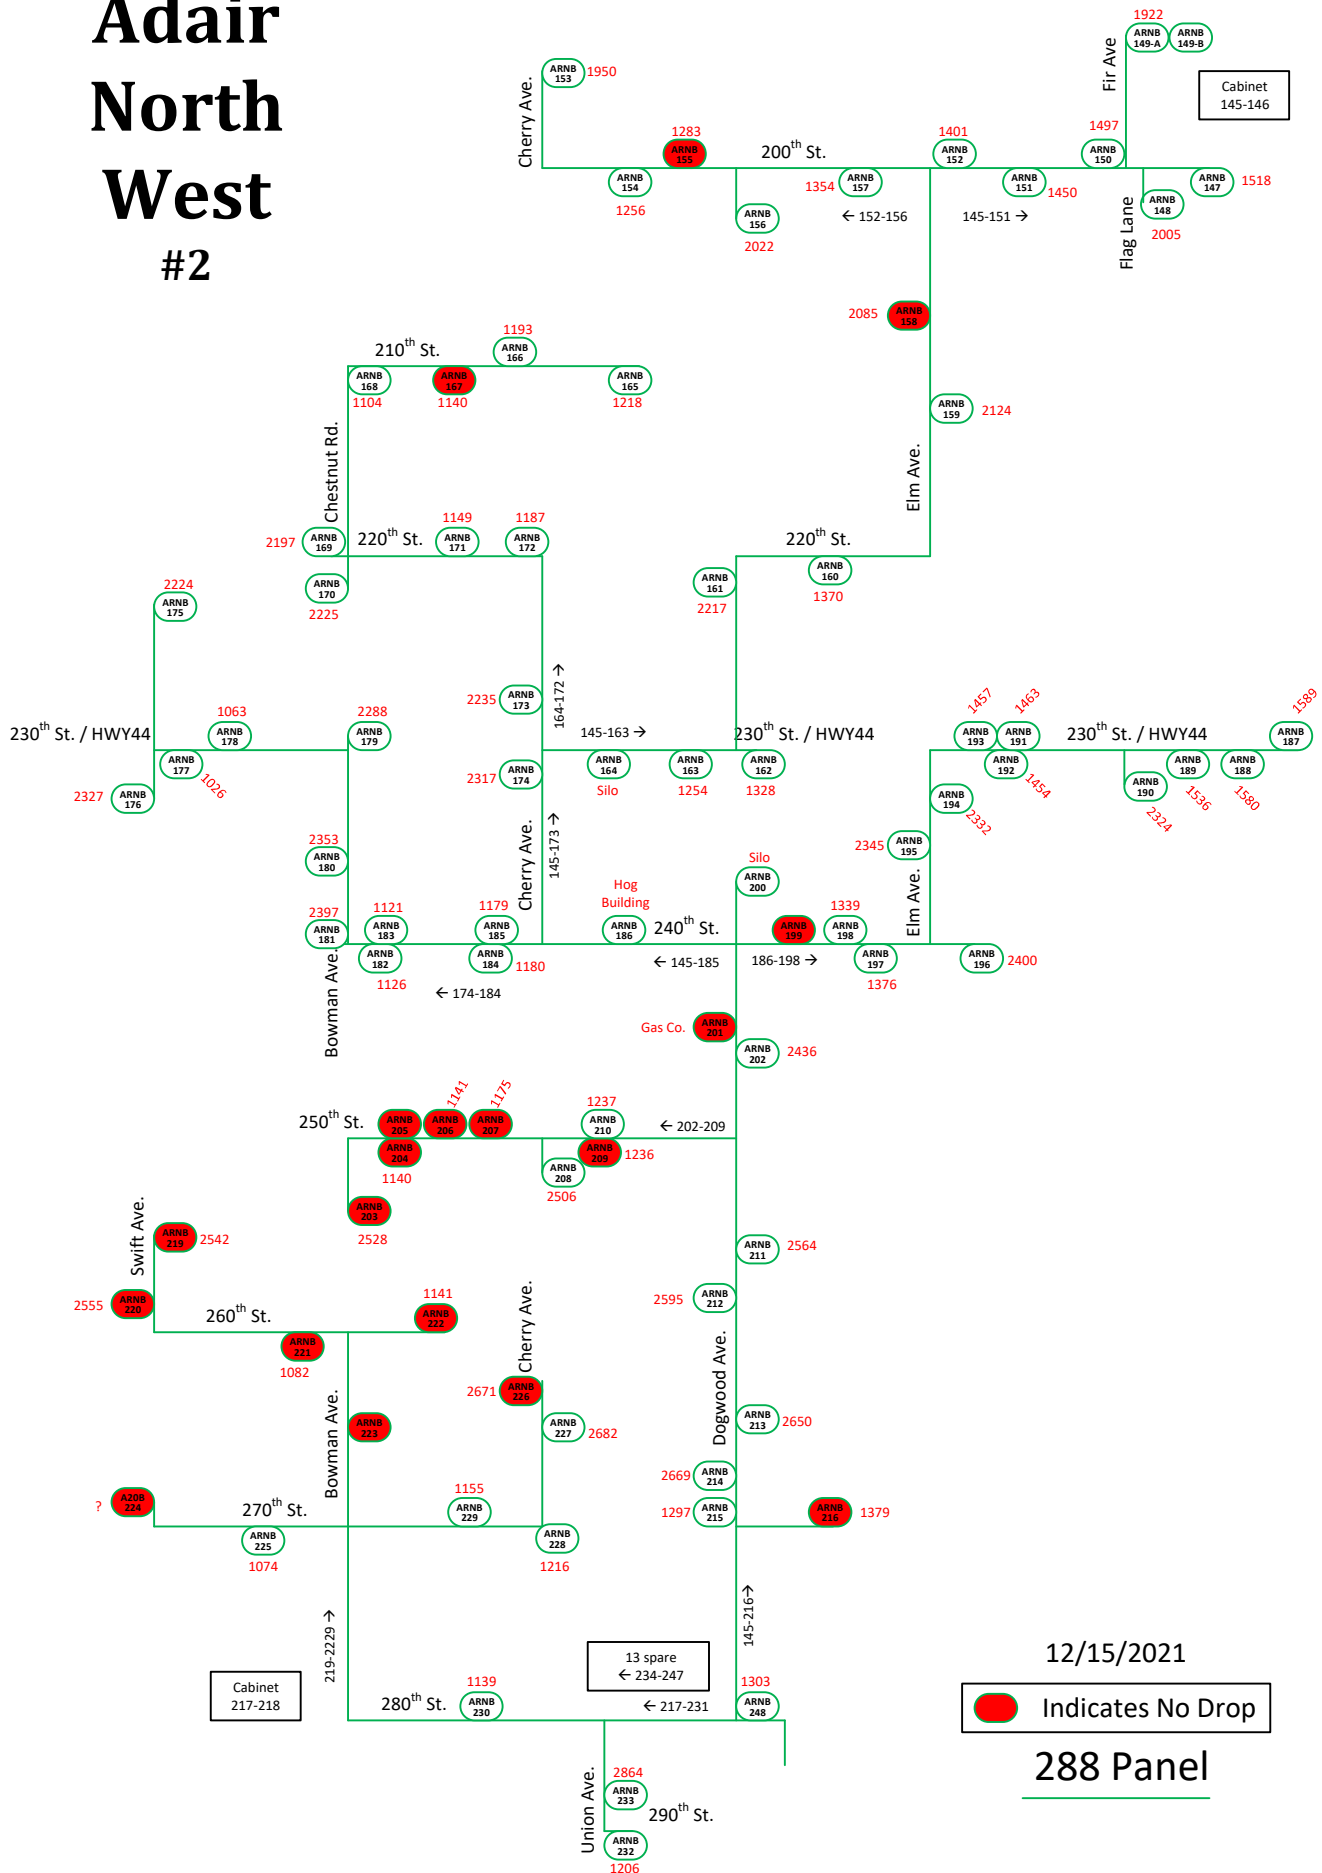 Adair
North
West
#2
1922
ARNB
149-A
ARNB
149-B
Fir Ave
Cabinet
145-146
Cherry Ave.
ARNB
153
1950
1283
ARNB
155
200th St.
1401
ARNB
152
1497
ARNB
150
ARNB
154
1256
1354
ARNB
157
ARNB
151
1450
ARNB
147
1518
ARNB
156
2022
← 152-156
145-151 →
Flag Lane
ARNB
148
2005
2085
ARNB
158
ARNB
159
2124
Elm Ave.
210th St.
1193
ARNB
166
ARNB
168
1104
ARNB
167
1140
ARNB
165
1218
Chestnut Rd.
2197
ARNB
169
220th St.
1149
ARNB
171
1187
ARNB
172
ARNB
170
2225
220th St.
ARNB
161
2217
ARNB
160
1370
2224
ARNB
175
230th St. / HWY44
1063
ARNB
178
ARNB
177
1026
2327
ARNB
176
2288
ARNB
179
2235
ARNB
173
164-172 →
145-163 →
230th St. / HWY44
2317
ARNB
174
ARNB
164
Silo
ARNB
163
1254
ARNB
162
1328
1457
ARNB
193
1463
ARNB
191
230th St. / HWY44
1589
ARNB
187
ARNB
192
1454
ARNB
189
1536
ARNB
188
1580
ARNB
190
2324
ARNB
194
2332
2345
ARNB
195
Elm Ave.
2353
ARNB
180
Cherry Ave.
145-173 →
2397
ARNB
181
1121
ARNB
183
ARNB
182
1126
1179
ARNB
185
ARNB
184
1180
Hog
Building
ARNB
186
240th St.
Silo
ARNB
200
ARNB
199
1339
ARNB
198
ARNB
197
1376
ARNB
196
2400
← 145-185
186-198 →
← 174-184
Bowman Ave.
Gas Co.
ARNB
201
ARNB
202
2436
250th St.
ARNB
205
1141
ARNB
206
1175
ARNB
207
1237
ARNB
210
← 202-209
ARNB
204
1140
ARNB
209
1236
ARNB
208
2506
ARNB
203
2528
Swift Ave.
ARNB
219
2542
2555
ARNB
220
260th St.
1141
ARNB
222
ARNB
221
1082
ARNB
211
2564
2595
ARNB
212
Cherry Ave.
2671
ARNB
226
ARNB
227
2682
Bowman Ave.
ARNB
223
Dogwood Ave.
ARNB
213
2650
2669
ARNB
214
1297
ARNB
215
ARNB
216
1379
?
A20B
224
270th St.
ARNB
225
1074
1155
ARNB
229
ARNB
228
1216
219-2229 →
145-216→
Cabinet
217-218
13 spare
← 234-247
280th St.
1139
ARNB
230
← 217-231
1303
ARNB
248
Union Ave.
2864
ARNB
233
290th St.
ARNB
232
1206
12/15/2021
Indicates No Drop
288 Panel